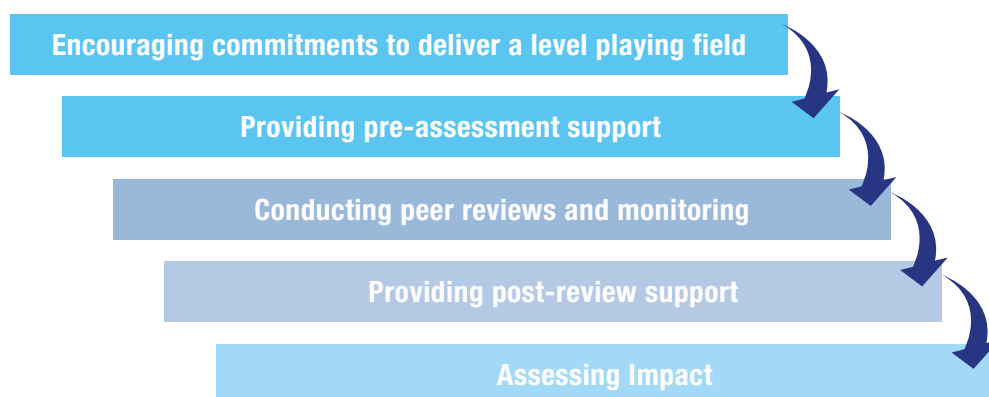 Encouraging commitments to deliver a level playing field
Providing pre-assessment support
Conducting peer reviews and monitoring
Providing post-review support
Assessing Impact